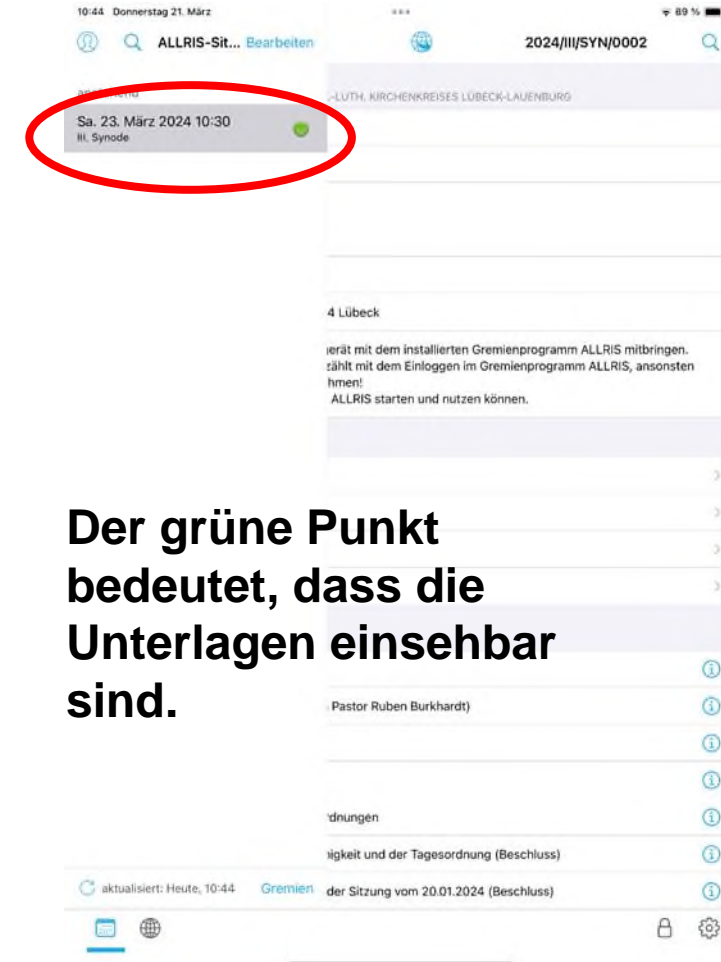 10:44 Donnerstag 21. März
89 %
ALLRIS-Sit... Bearbeiten
2024/III/SYN/0002
-LUTH. KIRCHENKREISES LÜBECK-LAUENBURG
Sa. 23. März 2024 10:30
III. Synode
4 Lübeck
erät mit dem installierten Gremienprogramm ALLRIS mitbringen.
zählt mit dem Einloggen im Gremienprogramm ALLRIS, ansonsten
hmen!
ALLRIS starten und nutzen können.
Der grüne Punkt
bedeutet, dass die
Unterlagen einsehbar
sind.
Pastor Ruben Burkhardt)
rdnungen
igkeit und der Tagesordnung (Beschluss)
aktualisiert: Heute, 10:44 Gremien
der Sitzung vom 20.01.2024 (Beschluss)